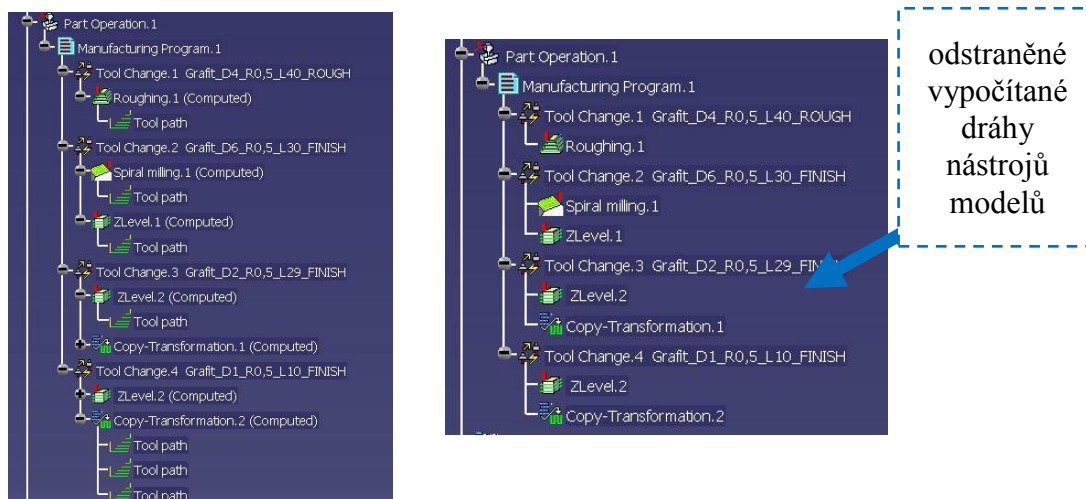 Part Operation.1
Manufacturing Program.1
Tool Change.1 Grafit_D4_R0,5_L40_ROUGH
Roughing.1 (Computed)
Tool path
Tool Change.2 Grafit_D6_R0,5_L30_FINISH
Spiral milling.1 (Computed)
Tool path
ZLevel.1 (Computed)
Tool path
Tool Change.3 Grafit_D2_R0,5_L29_FINISH
ZLevel.2 (Computed)
Tool path
Copy-Transformation.1 (Computed)
Tool Change.4 Grafit_D1_R0,5_L10_FINISH
ZLevel.2 (Computed)
Copy-Transformation.2 (Computed)
Tool path
Tool path
Tool path
Part Operation.1
Manufacturing Program.1
Tool Change.1 Grafit_D4_R0,5_L40_ROUGH
Roughing.1
Tool Change.2 Grafit_D6_R0,5_L30_FINISH
Spiral milling.1
ZLevel.1
Tool Change.3 Grafit_D2_R0,5_L29_FINISH
ZLevel.2
Copy-Transformation.1
Tool Change.4 Grafit_D1_R0,5_L10_FINISH
ZLevel.2
Copy-Transformation.2
odstraněné
vypočítané
dráhy
nástrojů
modelů